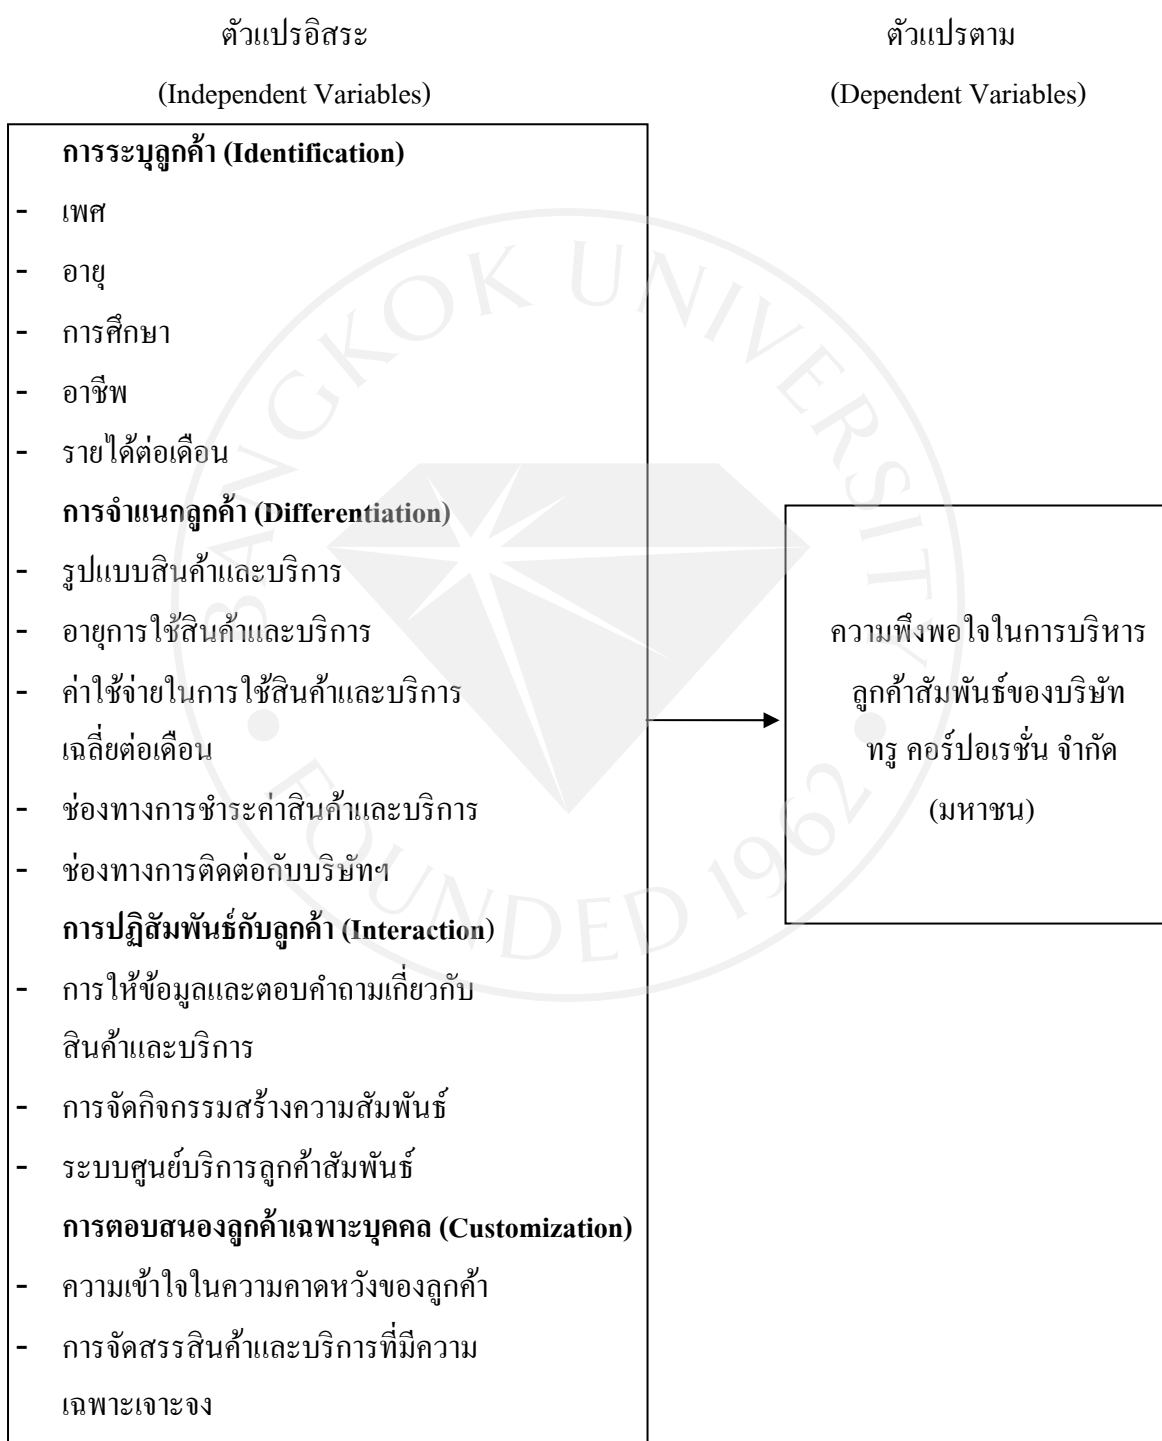 ตัวแปรอิสระ
(Independent Variables)
ตัวแปรตาม
(Dependent Variables)
การระบุลูกค้า (Identification)
- เพศ
- อายุ
- การศึกษา
- อาชีพ
- รายได้ต่อเดือน
การจำแนกลูกค้า (Differentiation)
- รูปแบบสินค้าและบริการ
- อายุการใช้สินค้าและบริการ
- ค่าใช้จ่ายในการใช้สินค้าและบริการ
เฉลี่ยต่อเดือน
- ช่องทางการชำระค่าสินค้าและบริการ
- ช่องทางการติดต่อกับบริษัทฯ
การปฏิสัมพันธ์กับลูกค้า (Interaction)
- การให้ข้อมูลและตอบคำถามเกี่ยวกับ
สินค้าและบริการ
- การจัดกิจกรรมสร้างความสัมพันธ์
- ระบบศูนย์บริการลูกค้าสัมพันธ์
การตอบสนองลูกค้าเฉพาะบุคคล (Customization)
- ความเข้าใจในความคาดหวังของลูกค้า
- การจัดสรรสินค้าและบริการที่มีความ
เฉพาะเจาะจง
ความพึงพอใจในการบริหาร
ลูกค้าสัมพันธ์ของบริษัท
ทรู คอร์ปอเรชั่น จำกัด
(มหาชน)
BANGKOK UNIVERSITY
FOUNDED 1962